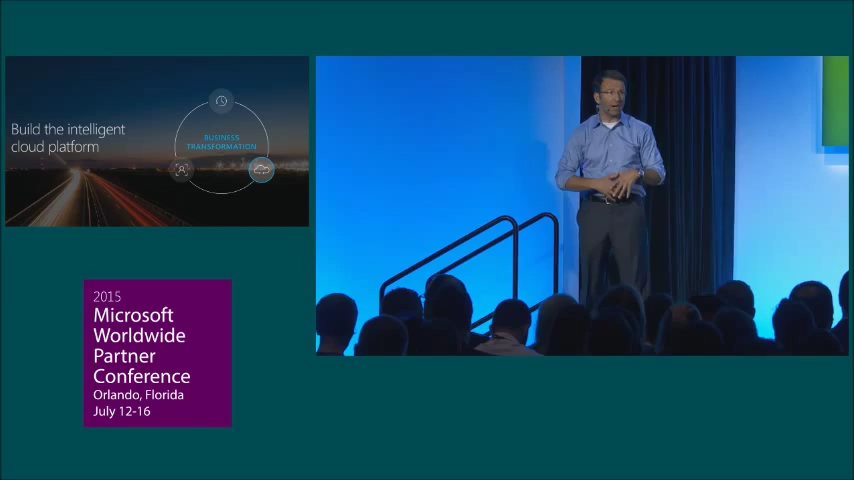 Build the intelligent
cloud platform
BUSINESS
TRANSFORMATION
2015
Microsoft
Worldwide
Partner
Conference
Orlando, Florida
July 12-16